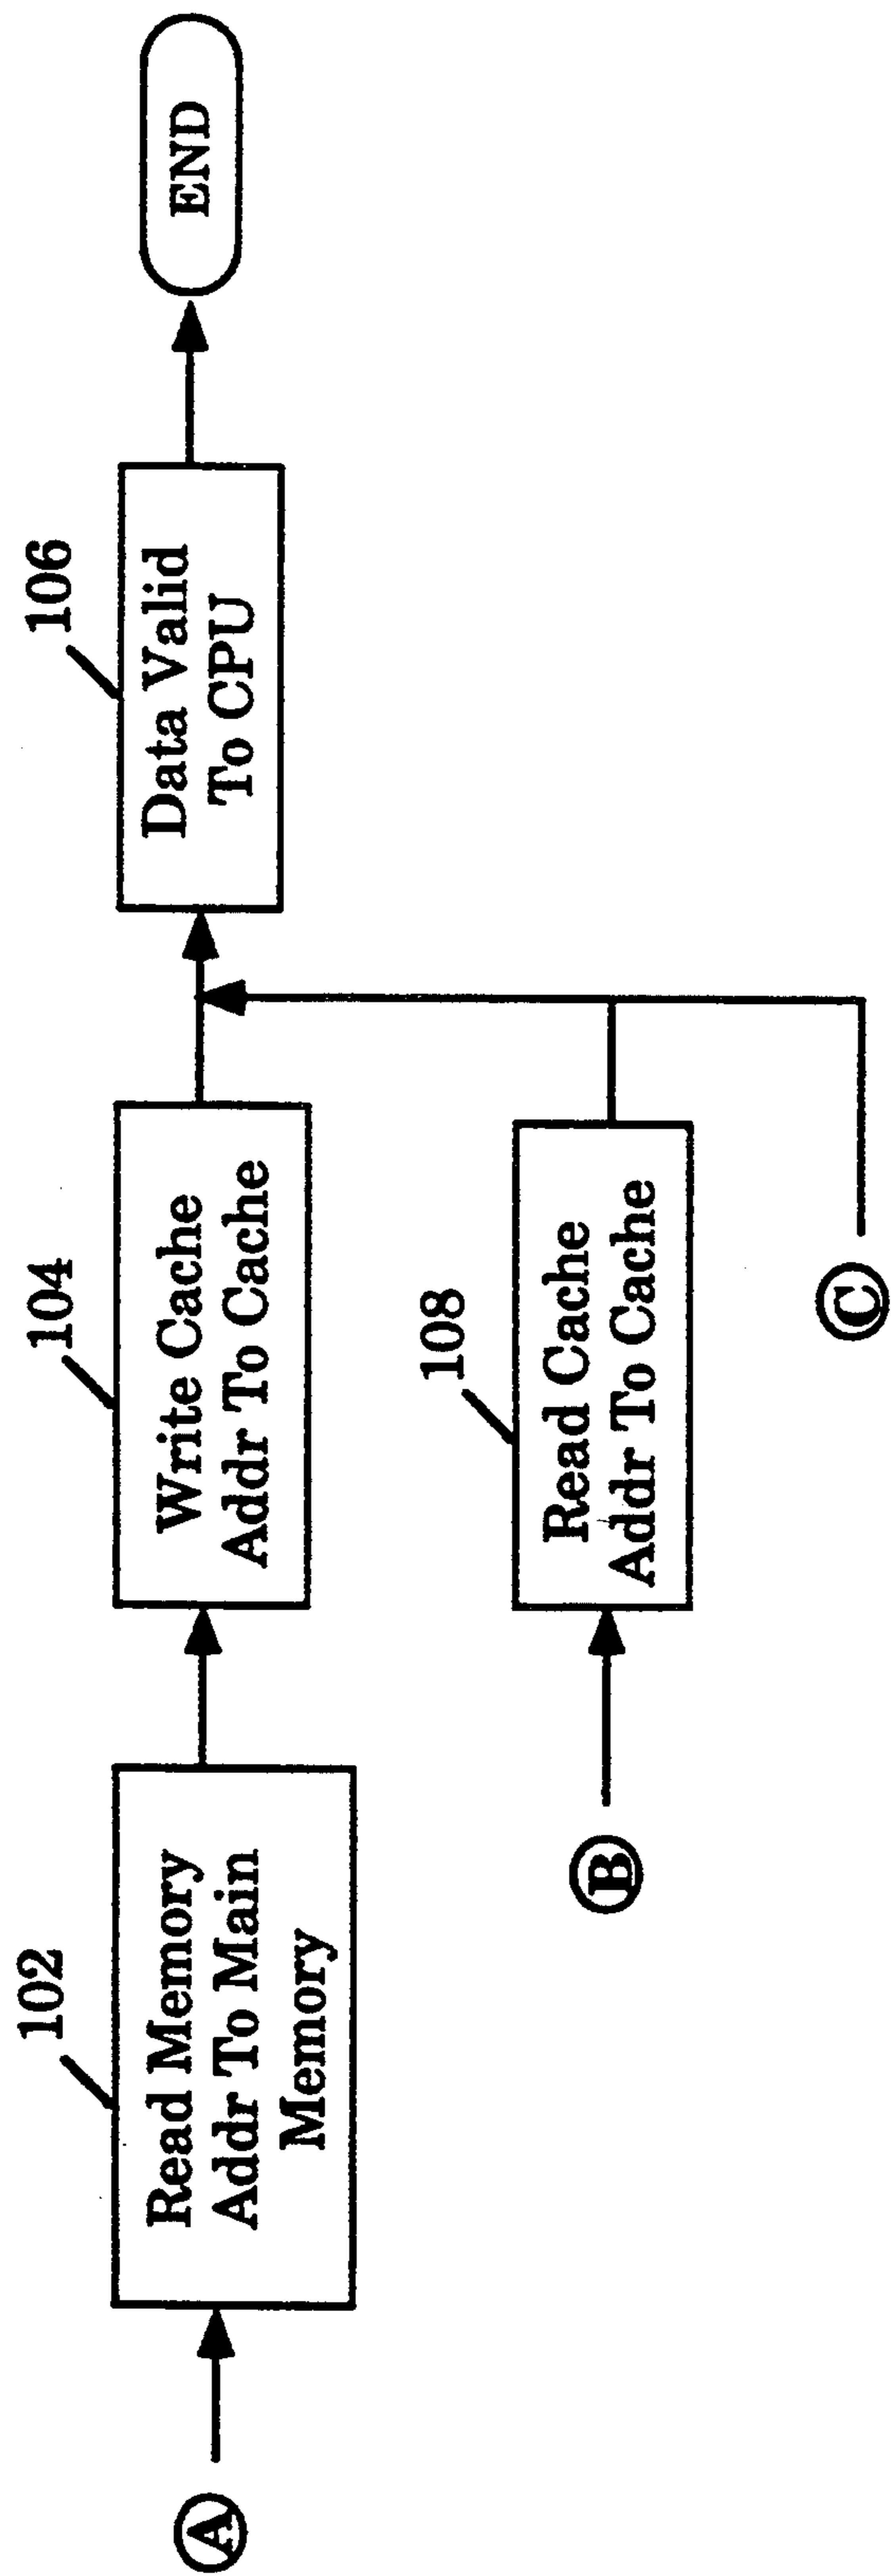 A
102
Read Memory
Addr To Main
Memory
104
Write Cache
Addr To Cache
106
Data Valid
To CPU
END
B
108
Read Cache
Addr To Cache
C